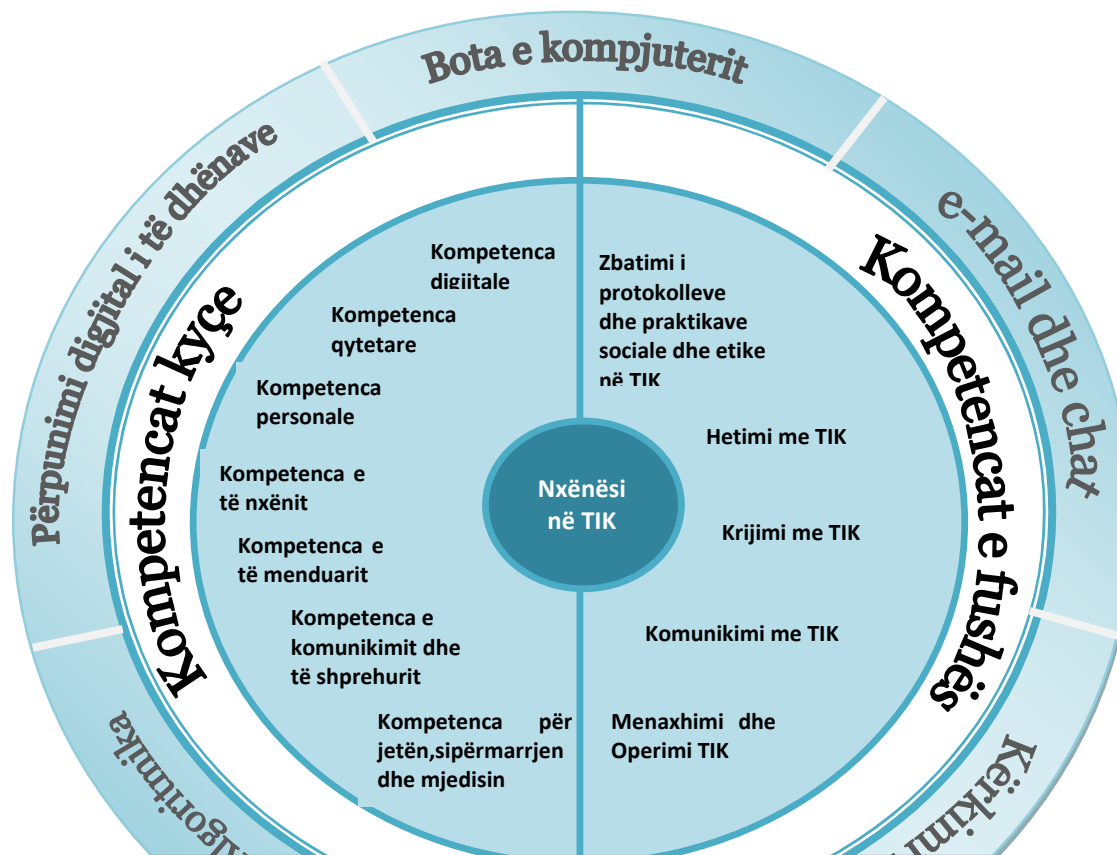 Bota e kompjuterit
e-mail dhe chat
Kërkimi
Algoritmika
Përpunimi digjital i të dhënave
Kompetencat kyçe
Kompetencat e fushës
Kompetenca
digjitale
Kompetenca
qytetare
Kompetenca
personale
Kompetenca e
të nxënit
Kompetenca e
të menduarit
Kompetenca e
komunikimit dhe
të shprehurit
Kompetenca për
jetën,sipërmarrjen
dhe mjedisin
Nxënësi
në TIK
Zbatimi i
protokolleve
dhe praktikave
sociale dhe etike
në TIK
Hetimi me TIK
Krijimi me TIK
Komunikimi me TIK
Menaxhimi dhe
Operimi TIK